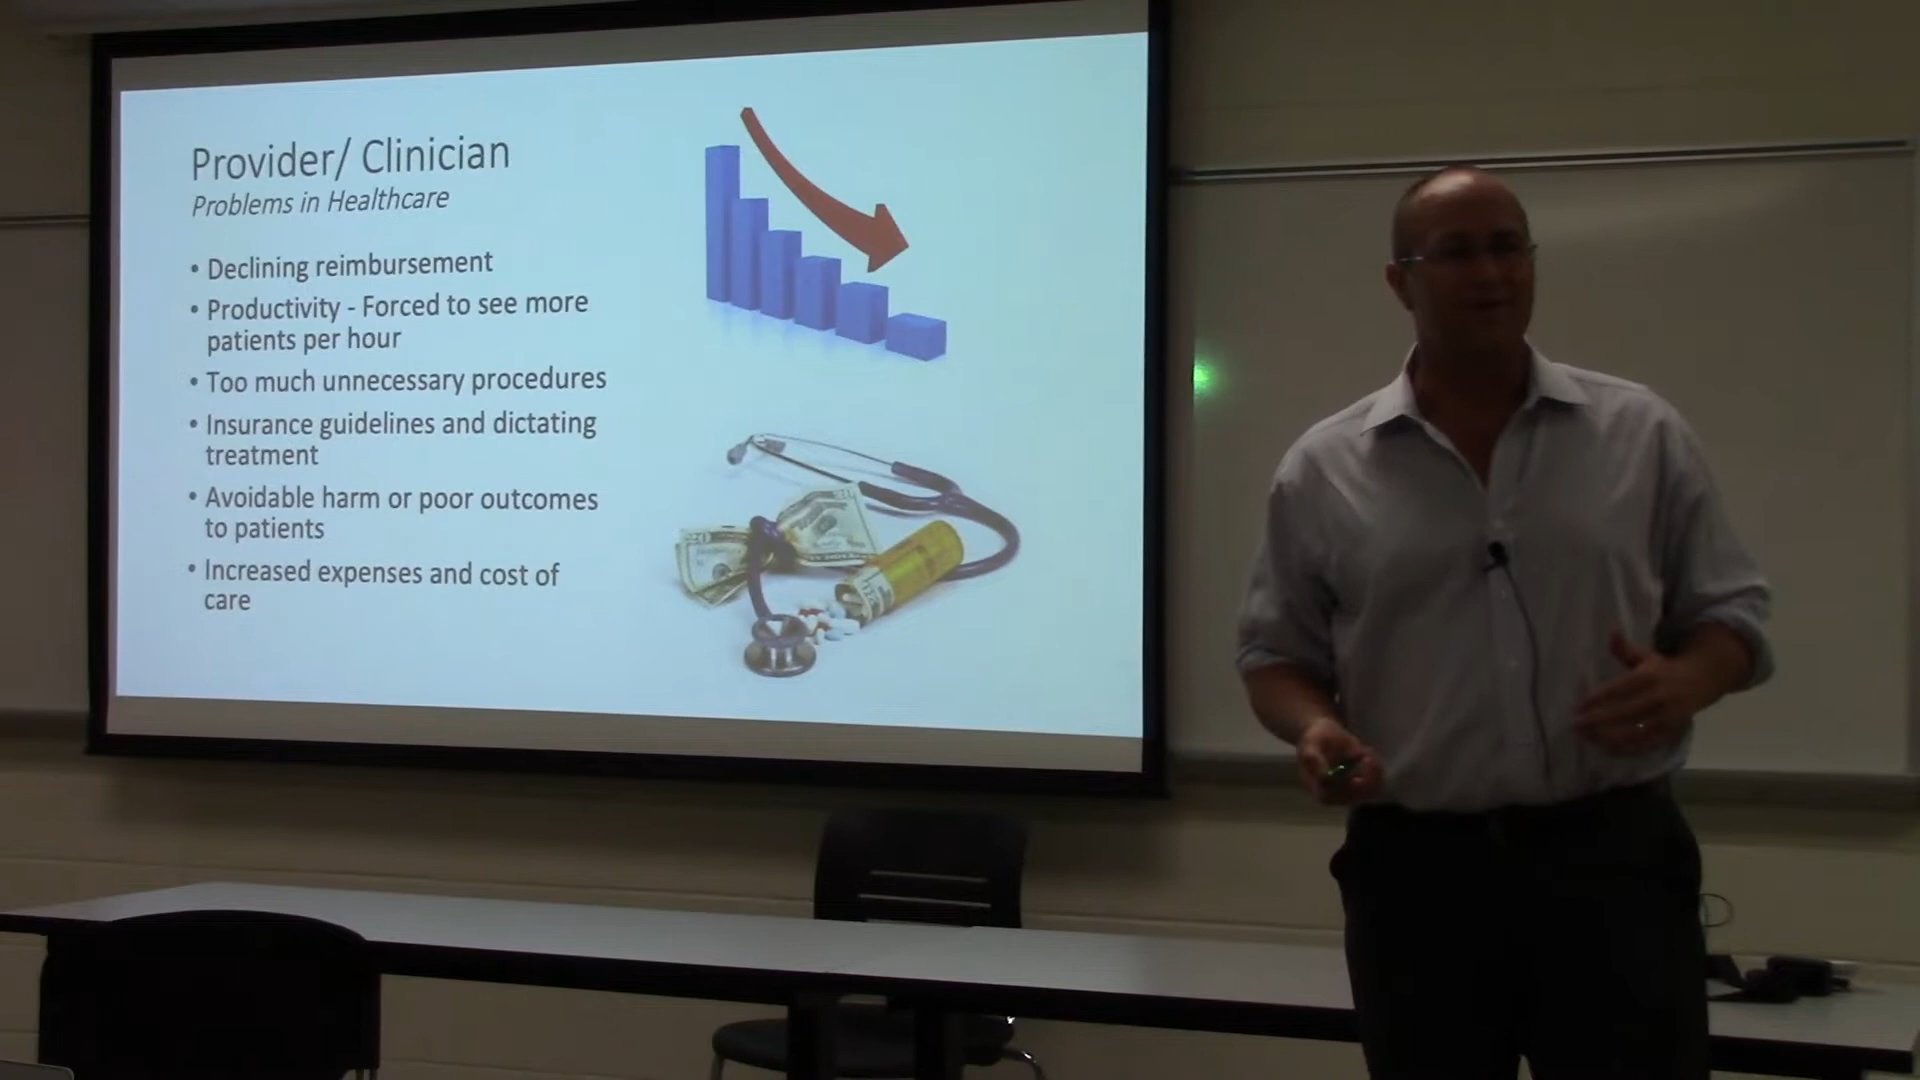 Provider/ Clinician
Problems in Healthcare
• Declining reimbursement
• Productivity - Forced to see more
patients per hour
• Too much unnecessary procedures
• Insurance guidelines and dictating
treatment
• Avoidable harm or poor outcomes
to patients
• Increased expenses and cost of
care
20